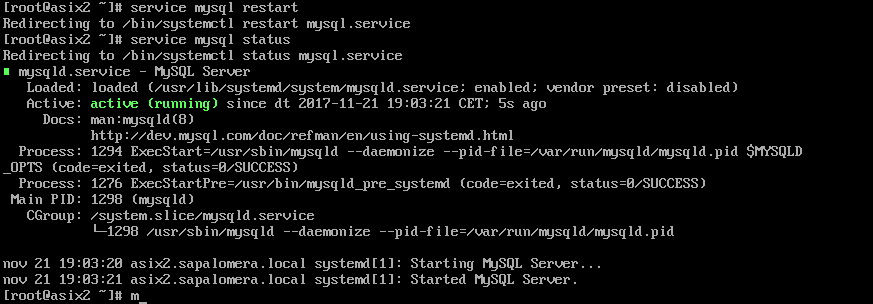 [root@asix2 ~]# service mysql restart
Redirecting to /bin/systemctl restart mysql.service
[root@asix2 ~]# service mysql status
Redirecting to /bin/systemctl status mysql.service
mysqld.service - MySQL Server
   Loaded: loaded (/usr/lib/systemd/system/mysqld.service; enabled; vendor preset: disabled)
   Active: active (running) since dt 2017-11-21 19:03:21 CET; 5s ago
     Docs: man:mysqld(8)
           http://dev.mysql.com/doc/refman/en/using-systemd.html
  Process: 1294 ExecStart=/usr/sbin/mysqld --daemonize --pid-file=/var/run/mysqld/mysqld.pid $MYSQLD
_OPTS (code=exited, status=0/SUCCESS)
  Process: 1276 ExecStartPre=/usr/bin/mysqld_pre_systemd (code=exited, status=0/SUCCESS)
 Main PID: 1298 (mysqld)
   CGroup: /system.slice/mysqld.service
           └─1298 /usr/sbin/mysqld --daemonize --pid-file=/var/run/mysqld/mysqld.pid
nov 21 19:03:20 asix2.sapalomera.local systemd[1]: Starting MySQL Server...
nov 21 19:03:21 asix2.sapalomera.local systemd[1]: Started MySQL Server.
[root@asix2 ~]# m_